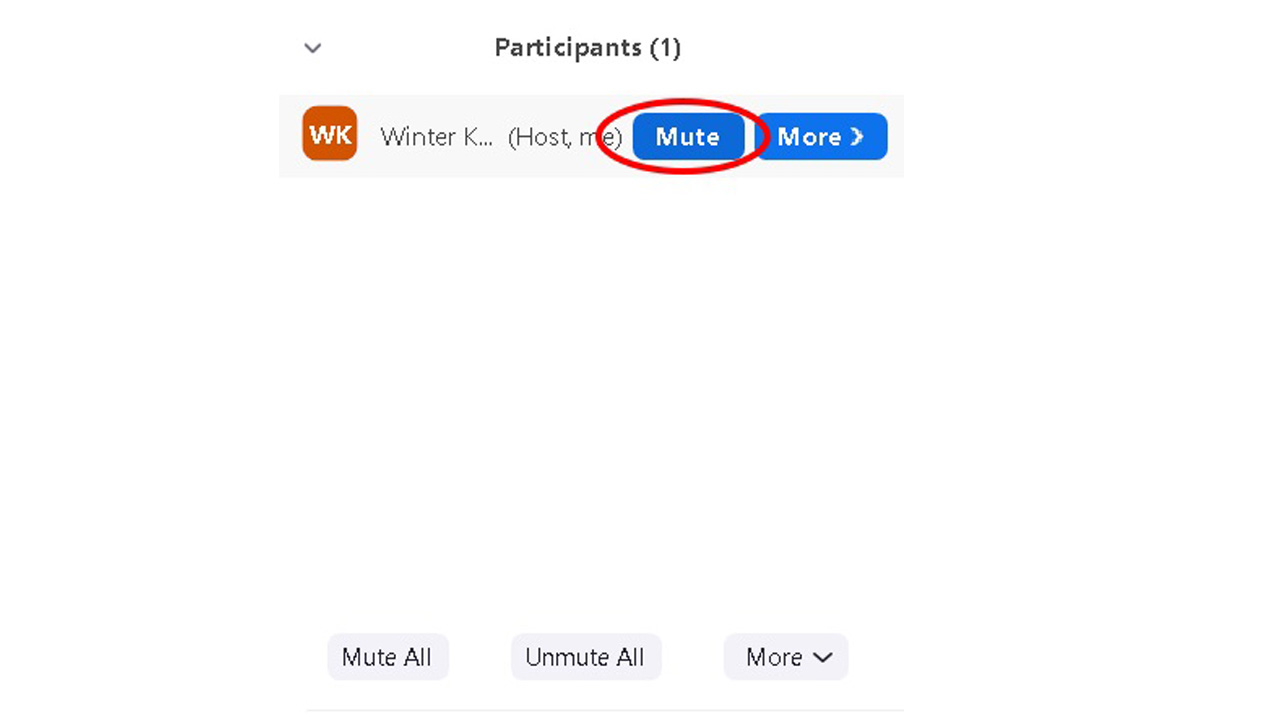 Participants (1)
WK Winter K... (Host, me) Mute More
Mute All Unmute All More